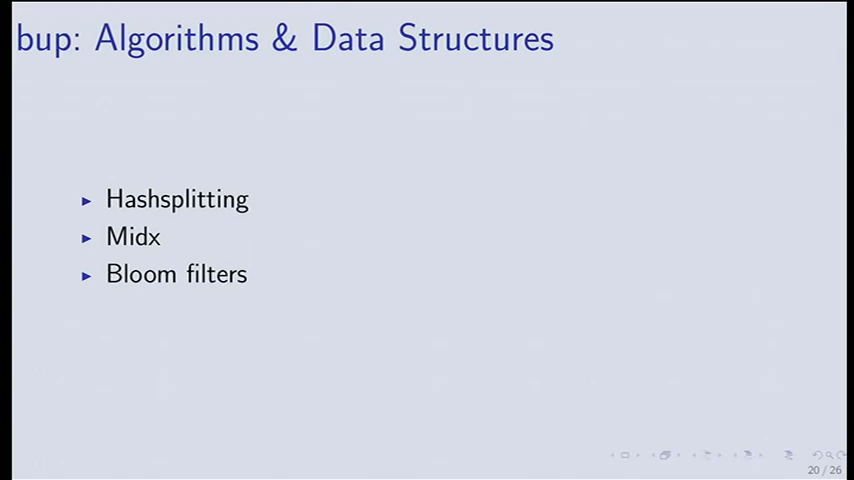 bup: Algorithms & Data Structures
Hashsplitting
Midx
Bloom filters
20 / 26